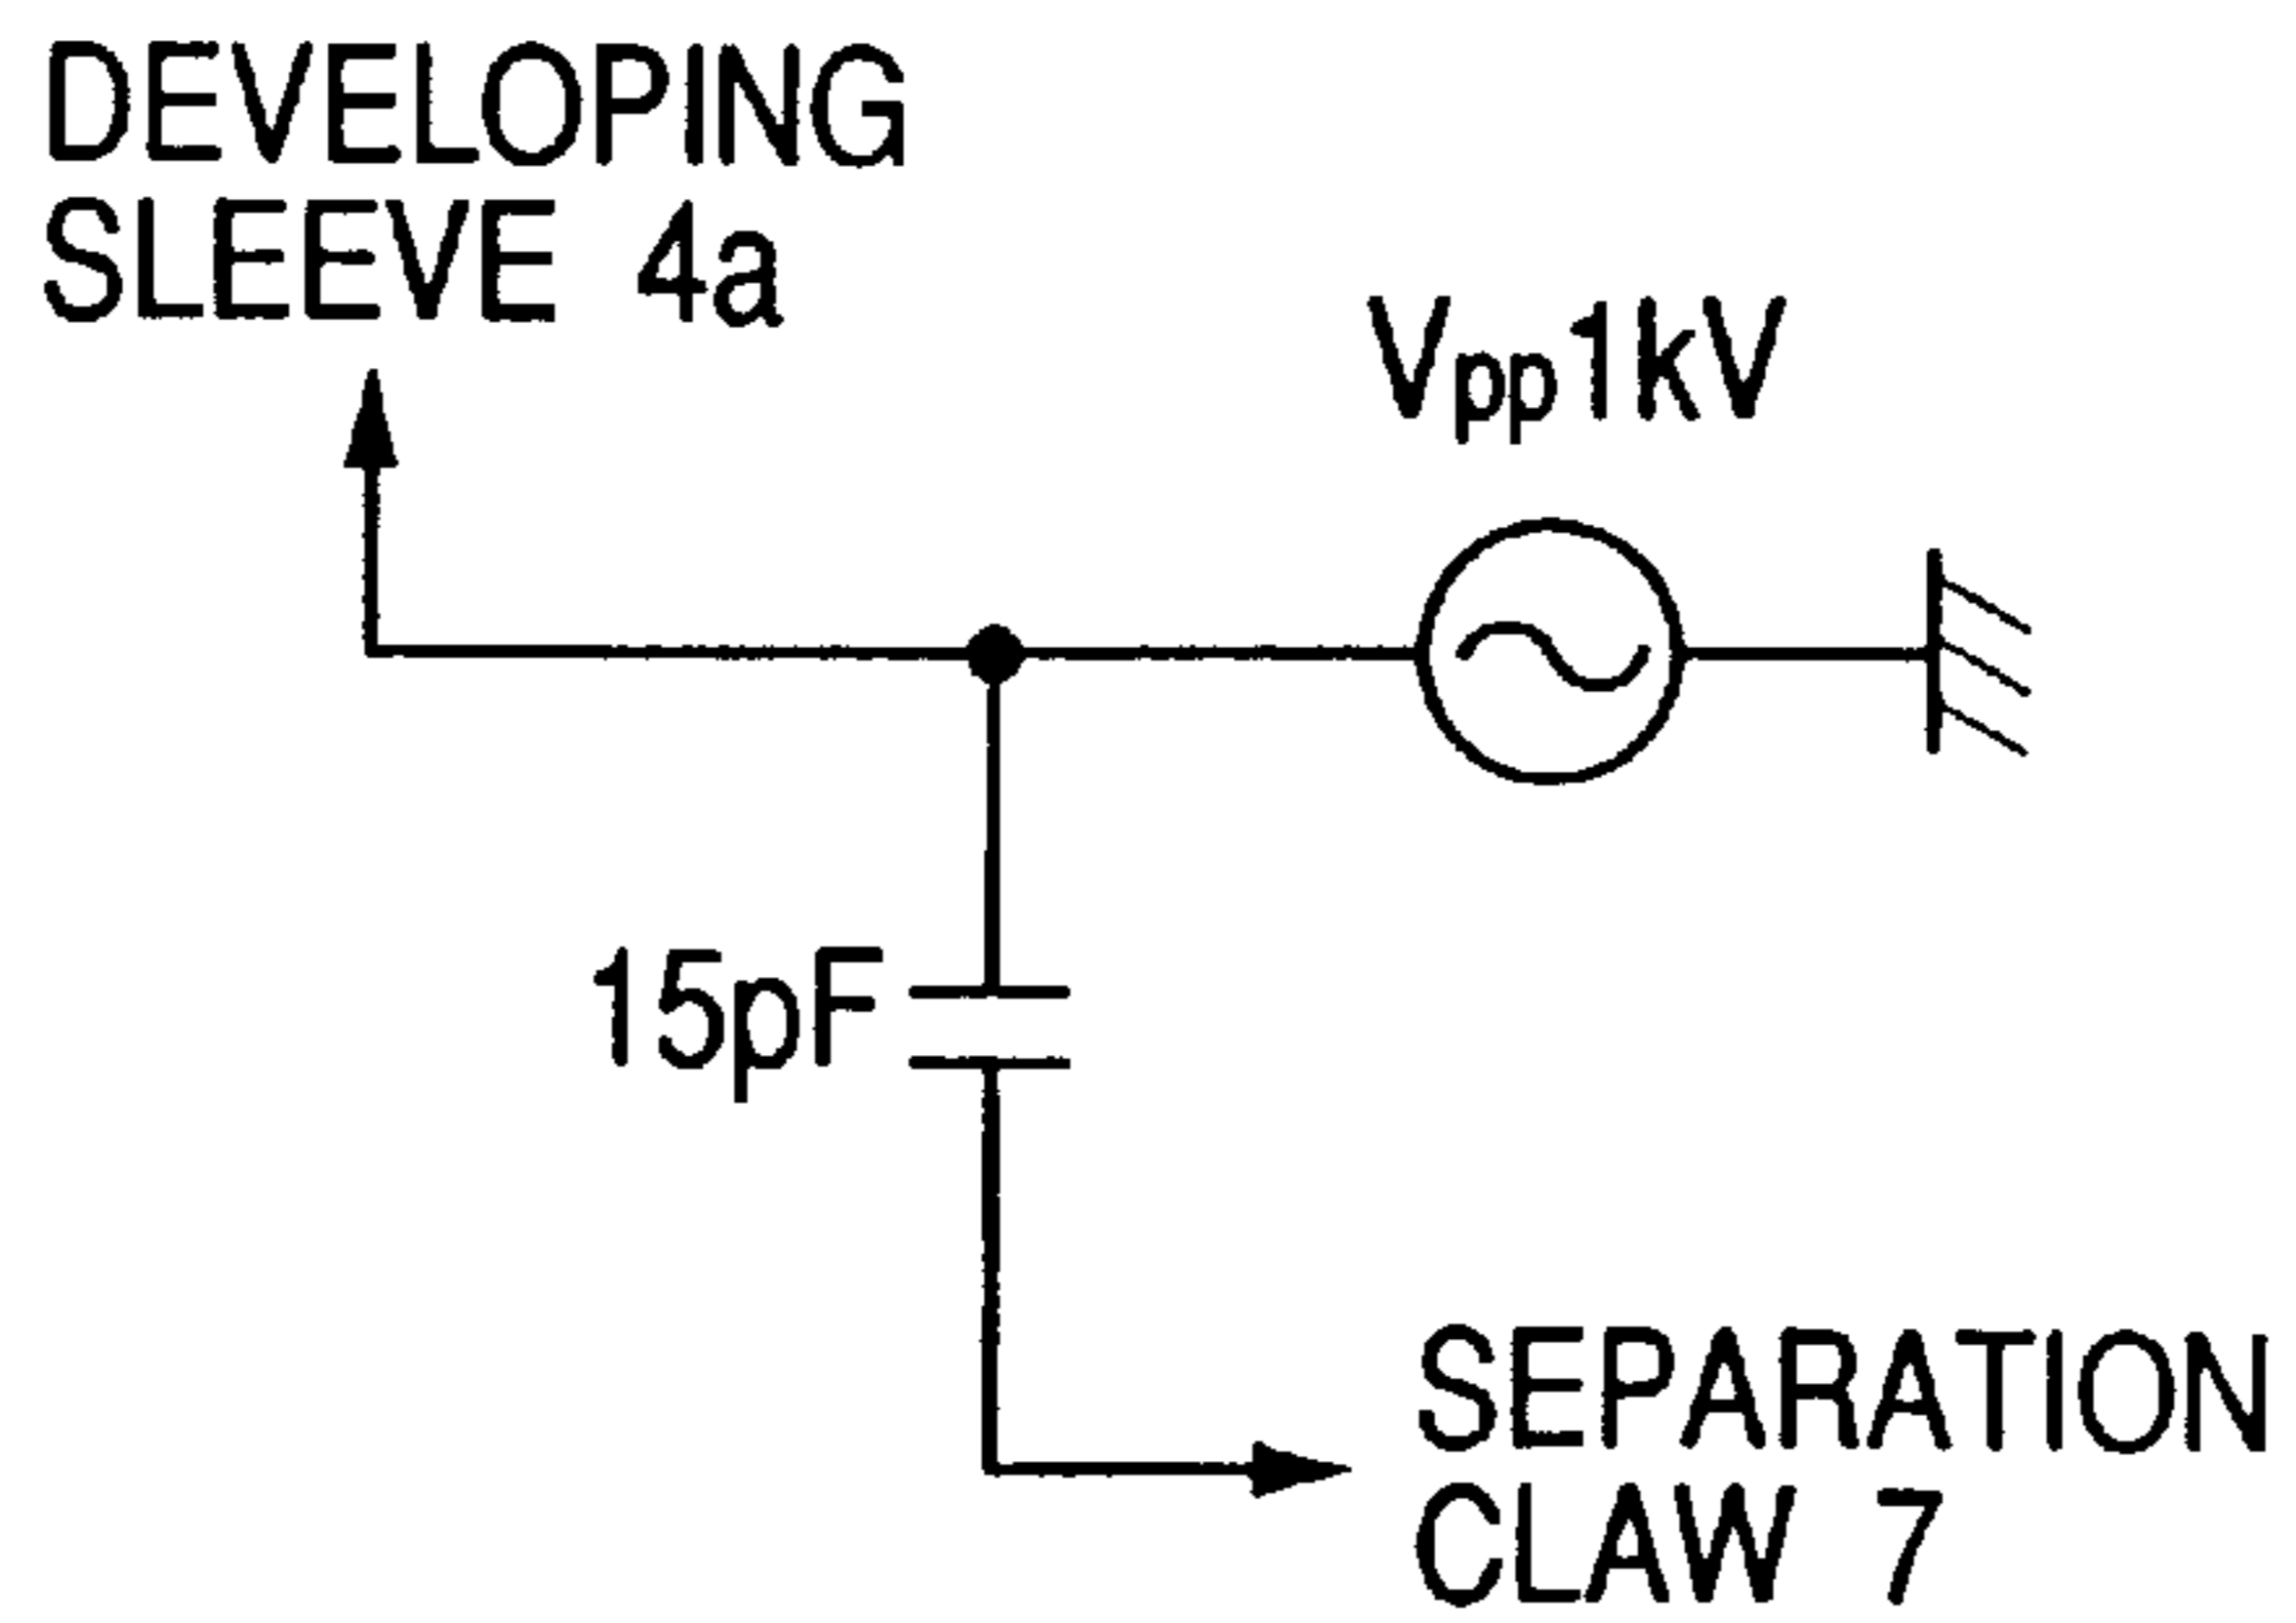 DEVELOPING
SLEEVE 4a
Vpp1kV
15pF
SEPARATION
CLAW 7